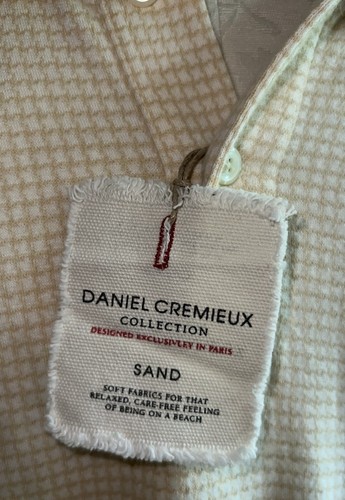 DANIEL CREMIEUX
COLLECTION
DESIGNED EXCLUSIVLEY IN PARIS
SAND
SOFT FABRICS FOR THAT
RELAXED, CARE-FREE FEELING
OF BEING ON A BEACH